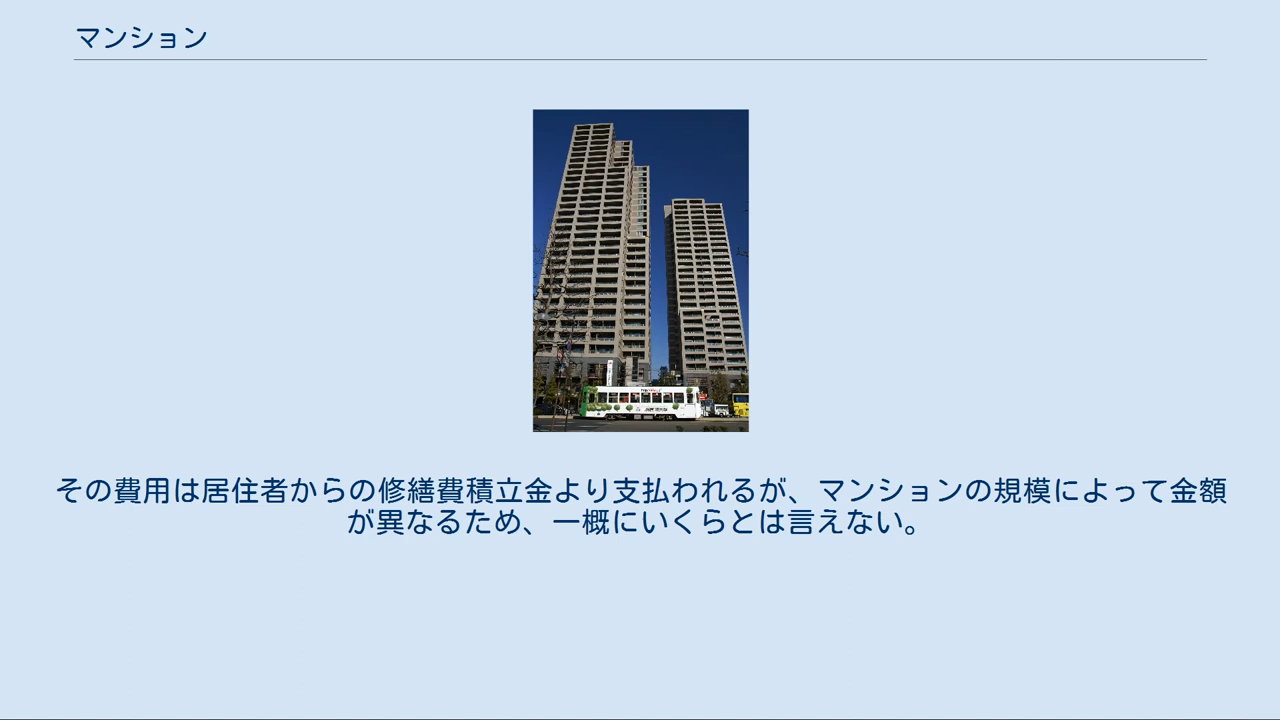 マンション
その費用は居住者からの修繕費積立金より支払われるが、マンションの規模によって金額
が異なるため、一概にいくらとは言えない。